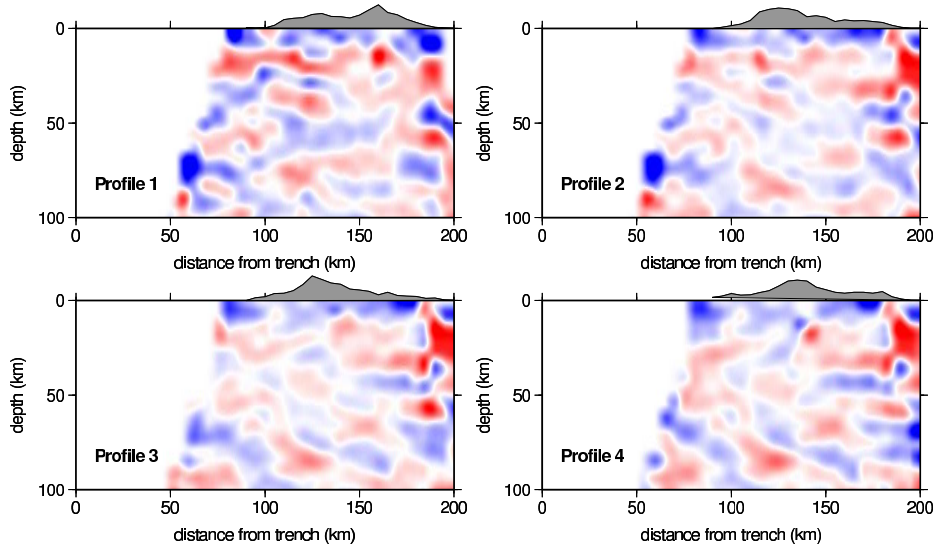 0
50
100
depth (km)
Profile 1
0 50 100 150 200
distance from trench (km)
0
50
100
depth (km)
Profile 2
0 50 100 150 200
distance from trench (km)
0
50
100
depth (km)
Profile 3
0 50 100 150 200
distance from trench (km)
0
50
100
depth (km)
Profile 4
0 50 100 150 200
distance from trench (km)